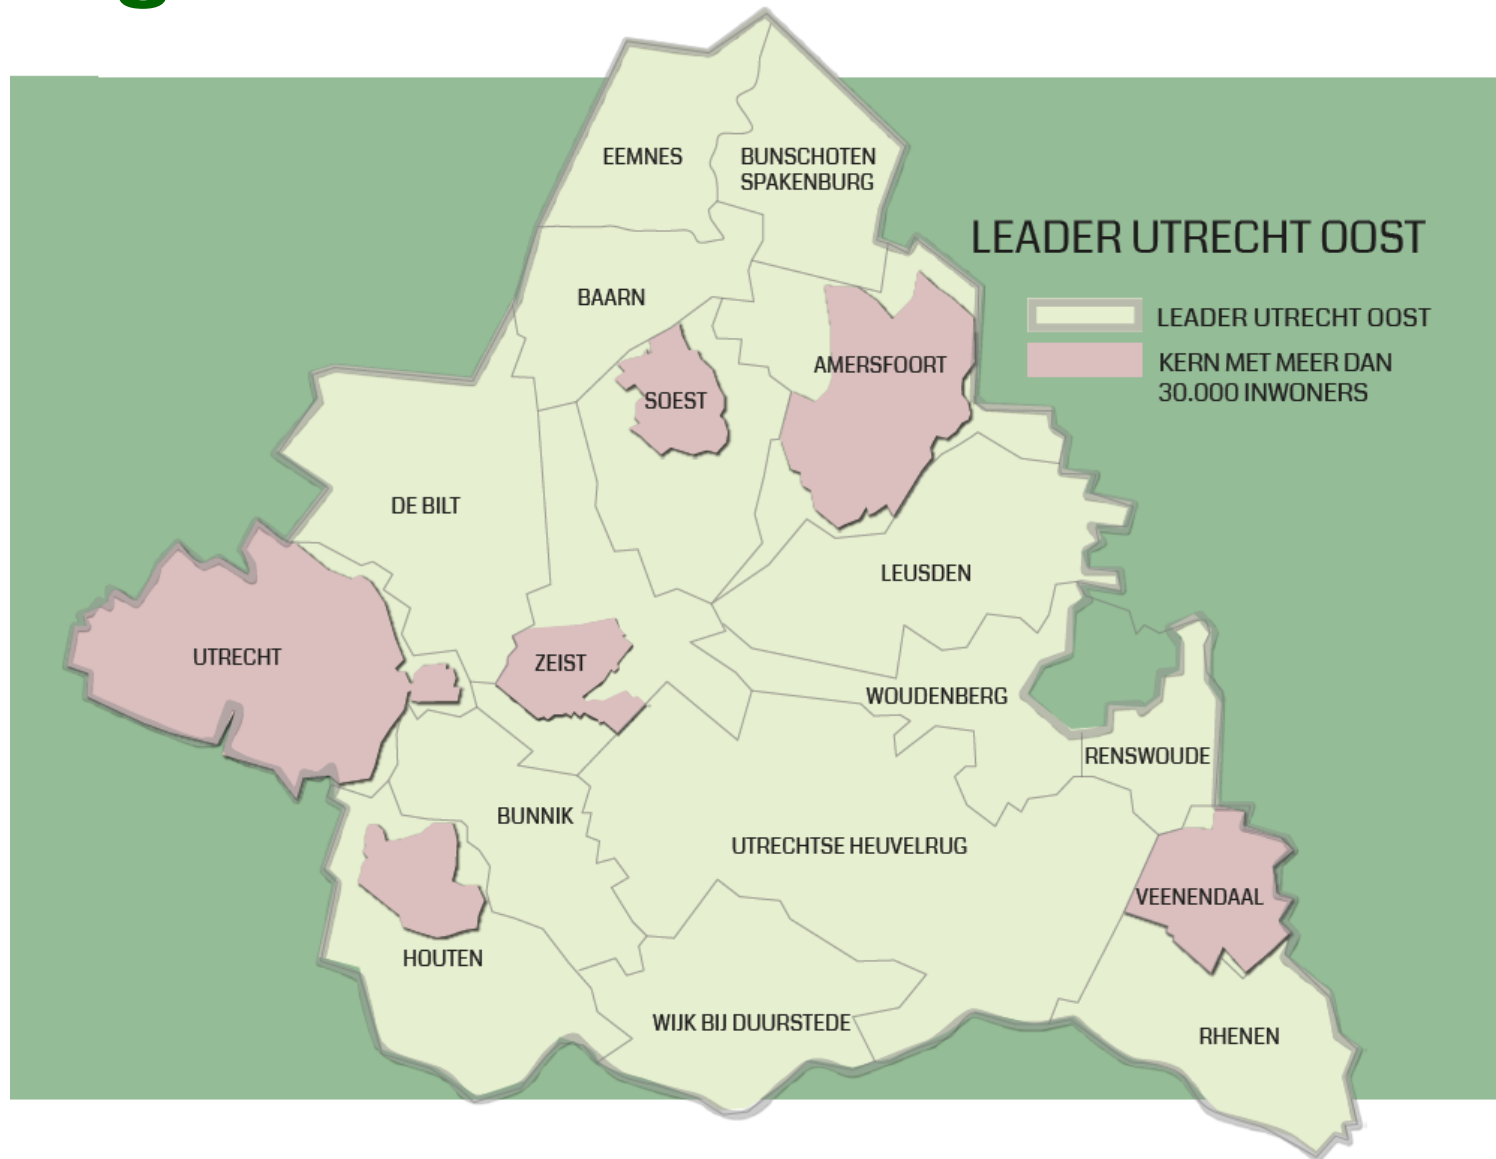 g
EEMNES
BUNSCHOTEN
SPAKENBURG
LEADER UTRECHT OOST
BAARN
LEADER UTRECHT OOST
KERN MET MEER DAN
30.000 INWONERS
AMERSFOORT
SOEST
DE BILT
LEUSDEN
UTRECHT
ZEIST
WOUDENBERG
RENSWOUDE
BUNNIK
UTRECHTSE HEUVELRUG
VEENENDAAL
HOUTEN
WIJK BIJ DUURSTEDE
RHENEN